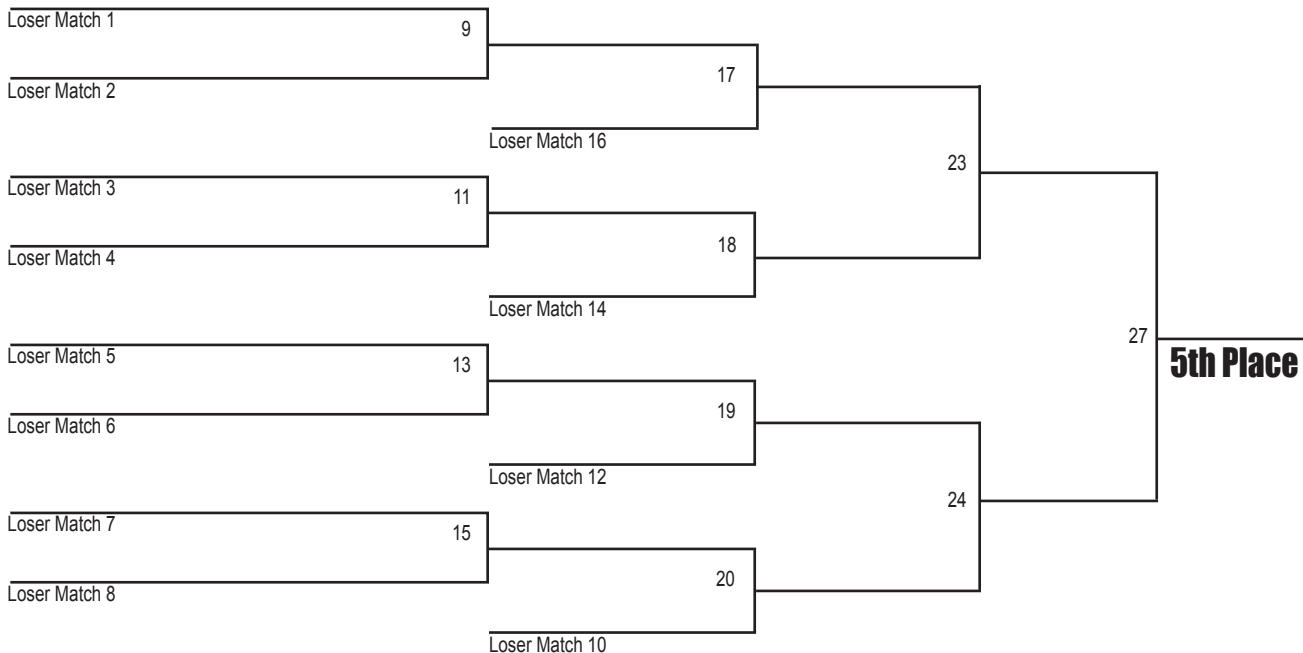 Loser Match 1
9
Loser Match 2
17
Loser Match 16
23
Loser Match 3
11
Loser Match 4
18
Loser Match 14
27
5th Place
Loser Match 5
13
Loser Match 6
19
Loser Match 12
24
Loser Match 7
15
Loser Match 8
20
Loser Match 10